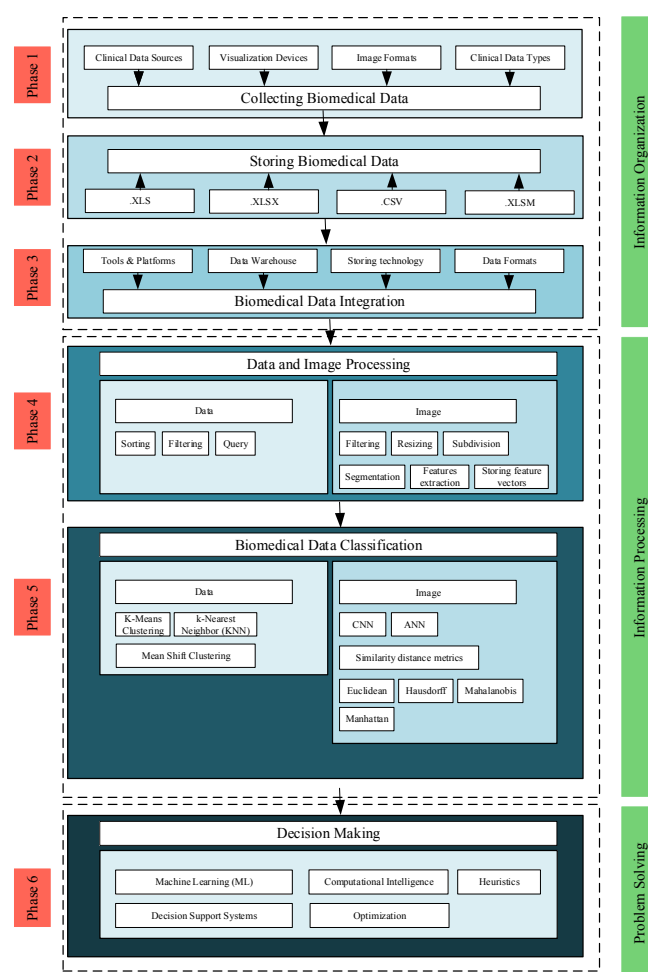 Phase 1
Clinical Data Sources
Visualization Devices
Image Formats
Clinical Data Types
Collecting Biomedical Data
Information Organization
Phase 2
Storing Biomedical Data
.XLS
.XLSX
.CSV
.XLSM
Phase 3
Tools & Platforms
Data Warehouse
Storing technology
Data Formats
Biomedical Data Integration
Phase 4
Data and Image Processing
Data
Sorting
Filtering
Query
Image
Filtering
Resizing
Subdivision
Segmentation
Features
extraction
Storing feature
vectors
Information Processing
Phase 5
Biomedical Data Classification
Data
K-Means
Clustering
k-Nearest
Neighbor (KNN)
Mean Shift Clustering
Image
CNN
ANN
Similarity distance metrics
Euclidean
Hausdorff
Mahalanobis
Manhattan
Phase 6
Decision Making
Machine Learning (ML)
Computational Intelligence
Heuristics
Decision Support Systems
Optimization
Problem Solving